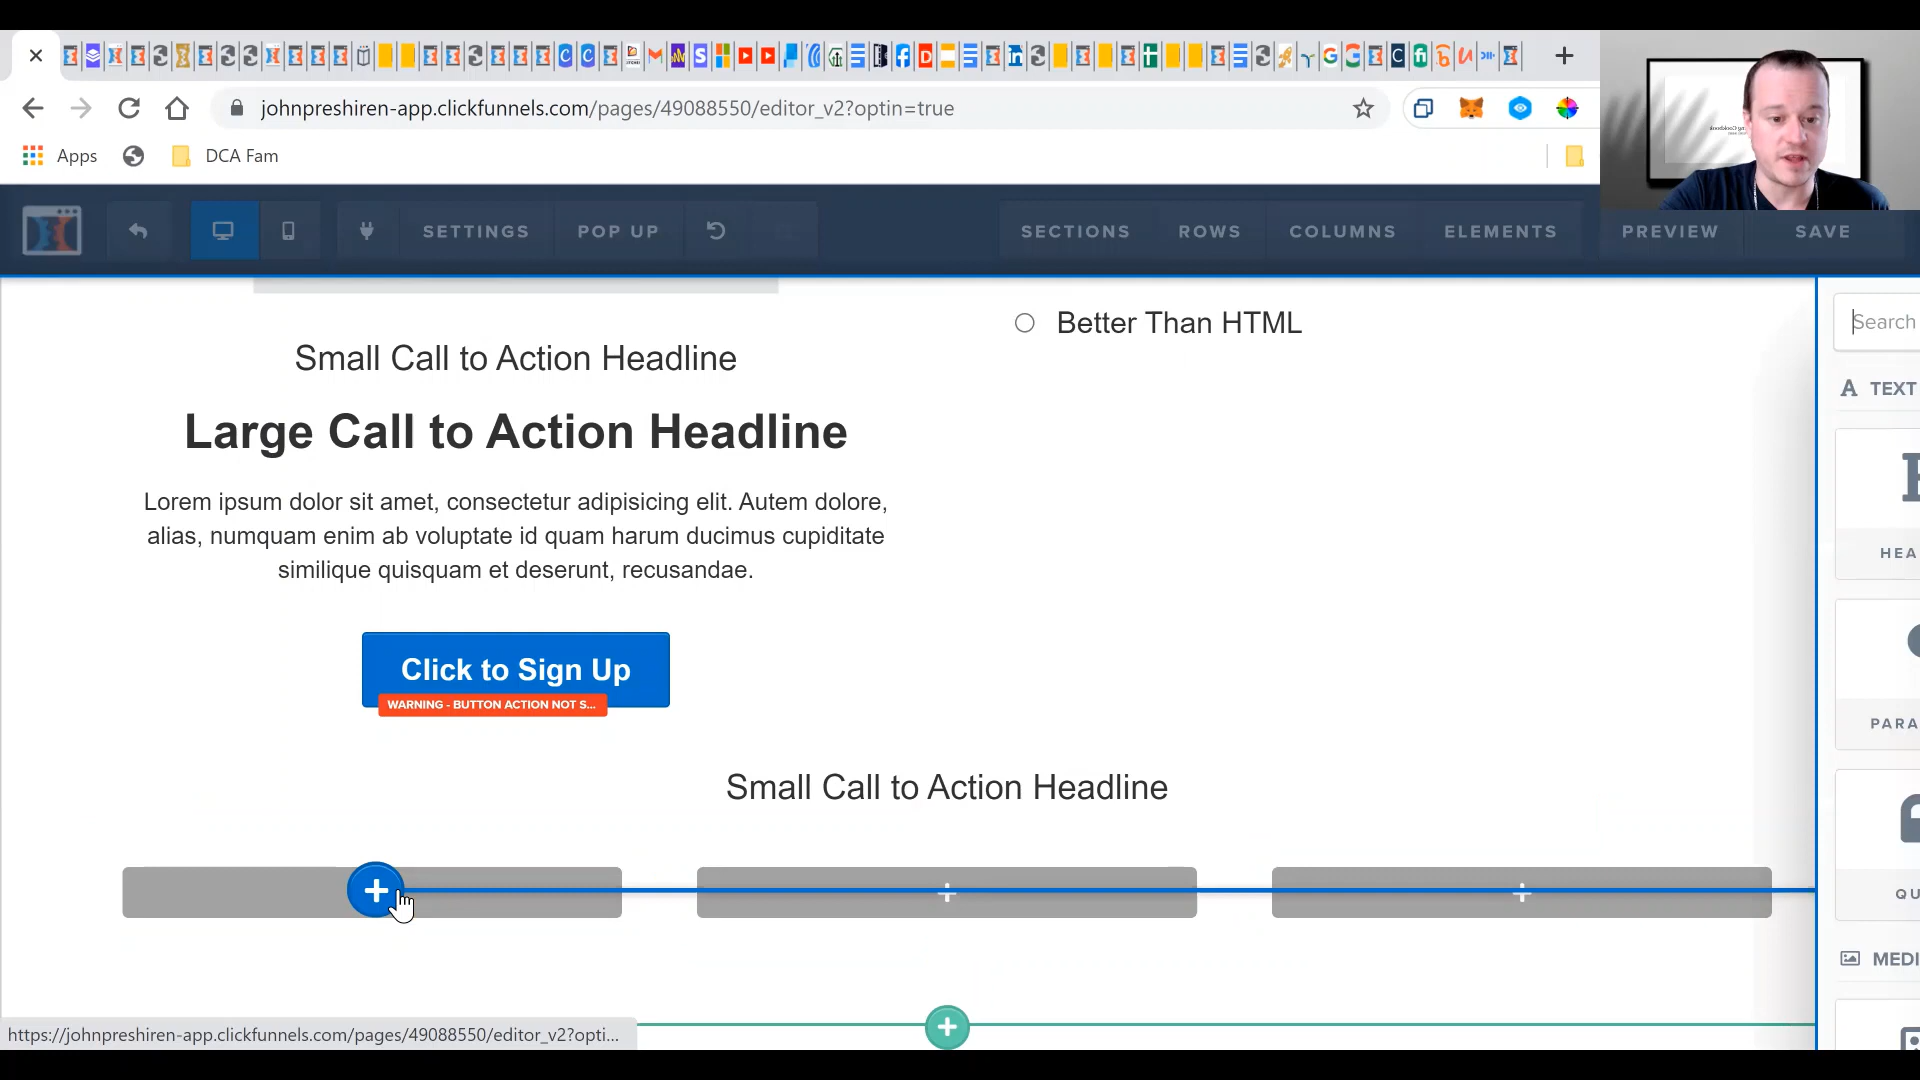 johnpreshiren-app.clickfunnels.com/pages/49088550/editor_v2?optin=true
Apps
DCA Fam
SETTINGS
POP UP
SECTIONS
ROWS
COLUMNS
ELEMENTS
PREVIEW
SAVE
Better Than HTML
Search
Small Call to Action Headline
TEXT
Large Call to Action Headline
Lorem ipsum dolor sit amet, consectetur adipisicing elit. Autem dolore,
alias, numquam enim ab voluptate id quam harum ducimus cupiditate
similique quisquam et deserunt, recusandae.
HEA
Click to Sign Up
WARNING - BUTTON ACTION NOT S...
PARA
Small Call to Action Headline
QU
MEDI
https://johnpreshiren-app.clickfunnels.com/pages/49088550/editor_v2?opti...